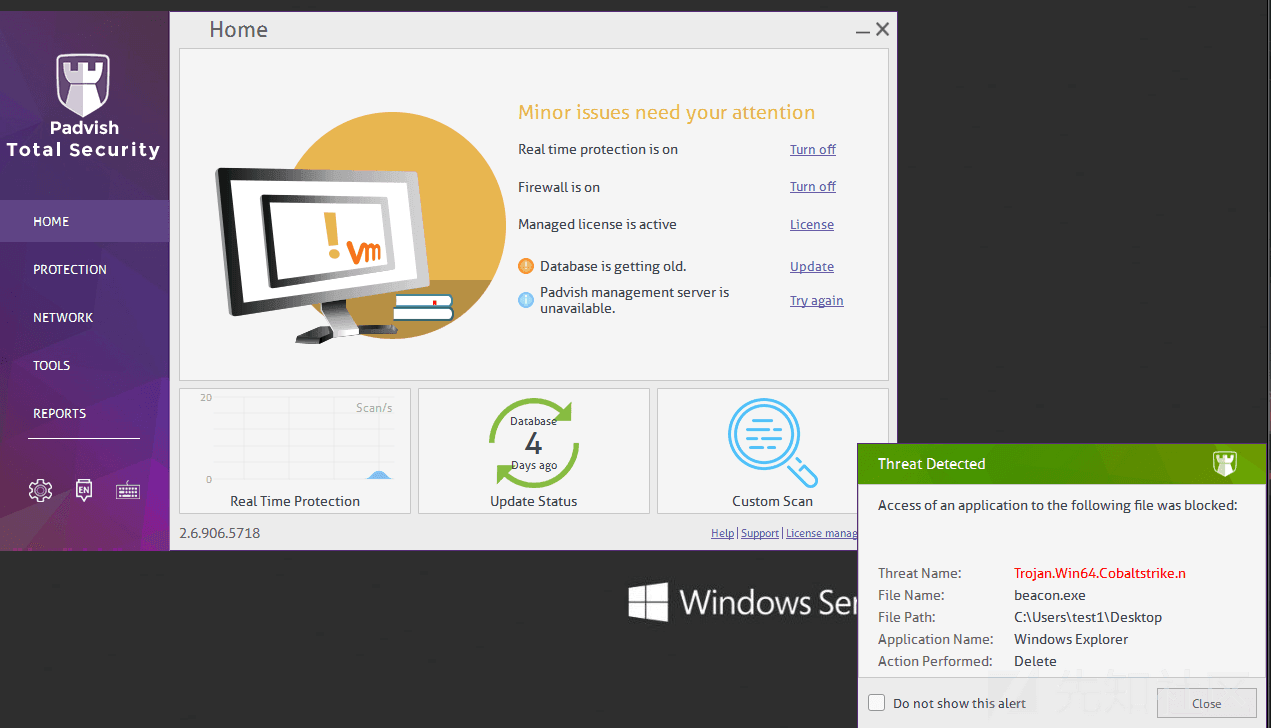 Home
Padvish
Total Security
HOME
PROTECTION
NETWORK
TOOLS
REPORTS
EN
Minor issues need your attention
Real time protection is on Turn off
Firewall is on Turn off
Managed license is active License
Database is getting old. Update
Padvish management server is
unavailable. Try again
! Vm
20
Scan/s
0
Real Time Protection
Database
4
Days ago
Update Status
Custom Scan
2.6.906.5718
Help | Support | License manag
Windows Ser
Threat Detected
Access of an application to the following file was blocked:
Threat Name: Trojan.Win64.Cobaltstrike.n
File Name: beacon.exe
File Path: C:\Users\test1\Desktop
Application Name: Windows Explorer
Action Performed: Delete
Do not show this alert
Close
先知社区